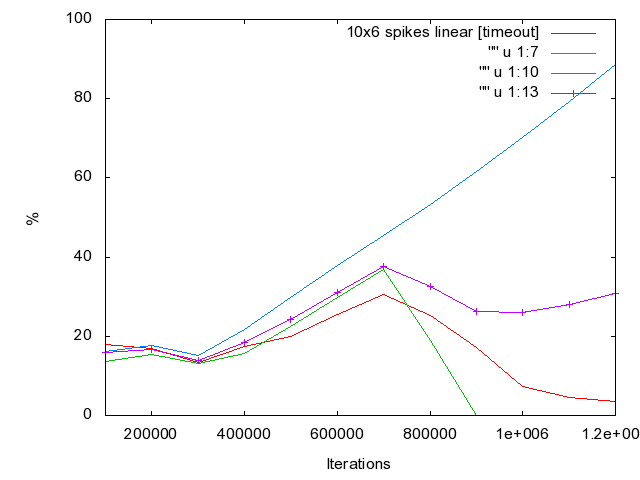 100
80
60
40
20
0
%
10x6 spikes linear [timeout]
"" u 1:7
"" u 1:10
"" u 1:13
200000 400000 600000 800000 1e+006 1.2e+00
Iterations